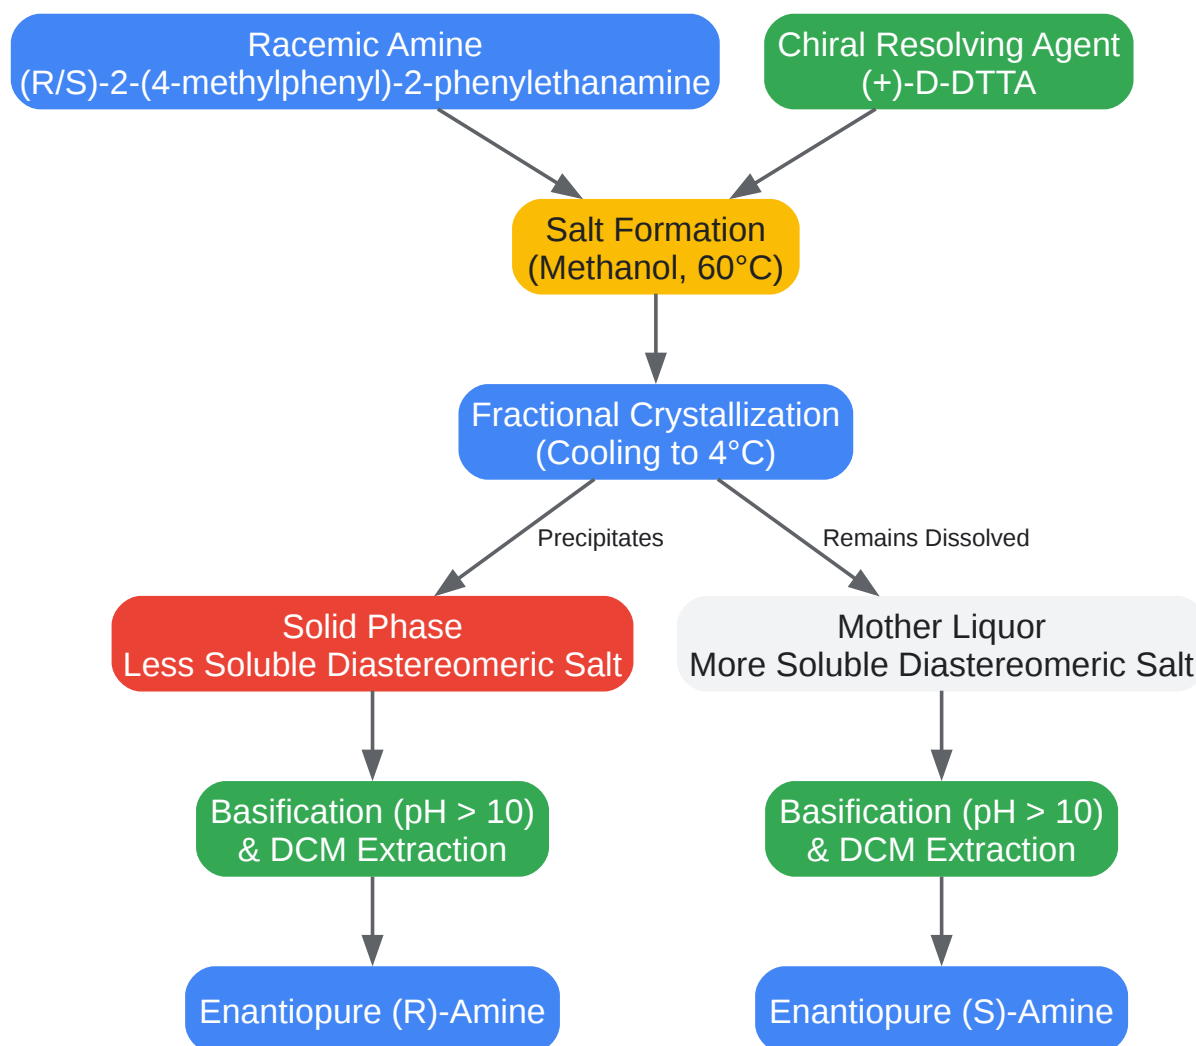 Racemic Amine
(R/S)-2-(4-methylphenyl)-2-phenylethanamine
Chiral Resolving Agent
(+)-D-DTTA
Salt Formation
(Methanol, 60°C)
Fractional Crystallization
(Cooling to 4°C)
Precipitates
Remains Dissolved
Solid Phase
Less Soluble Diastereomeric Salt
Mother Liquor
More Soluble Diastereomeric Salt
Basification (pH > 10)
& DCM Extraction
Basification (pH > 10)
& DCM Extraction
Enantiopure (R)-Amine
Enantiopure (S)-Amine